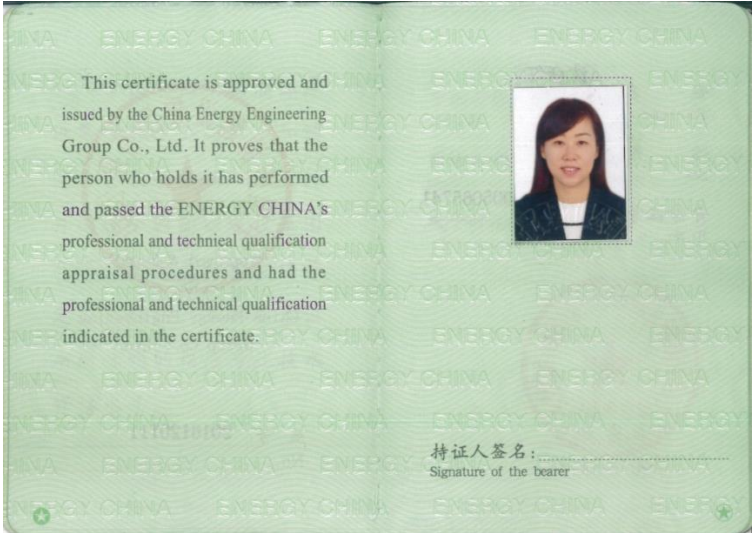 This certificate is approved and
issued by the China Energy Engineering
Group Co., Ltd. It proves that the
person who holds it has performed
and passed the ENERGY CHINA's
professional and technieal qualification
appraisal procedures and had the
professional and technical qualification
indicated in the certificate.
持证人签名:
Signature of the bearer
ENERGY CHINA